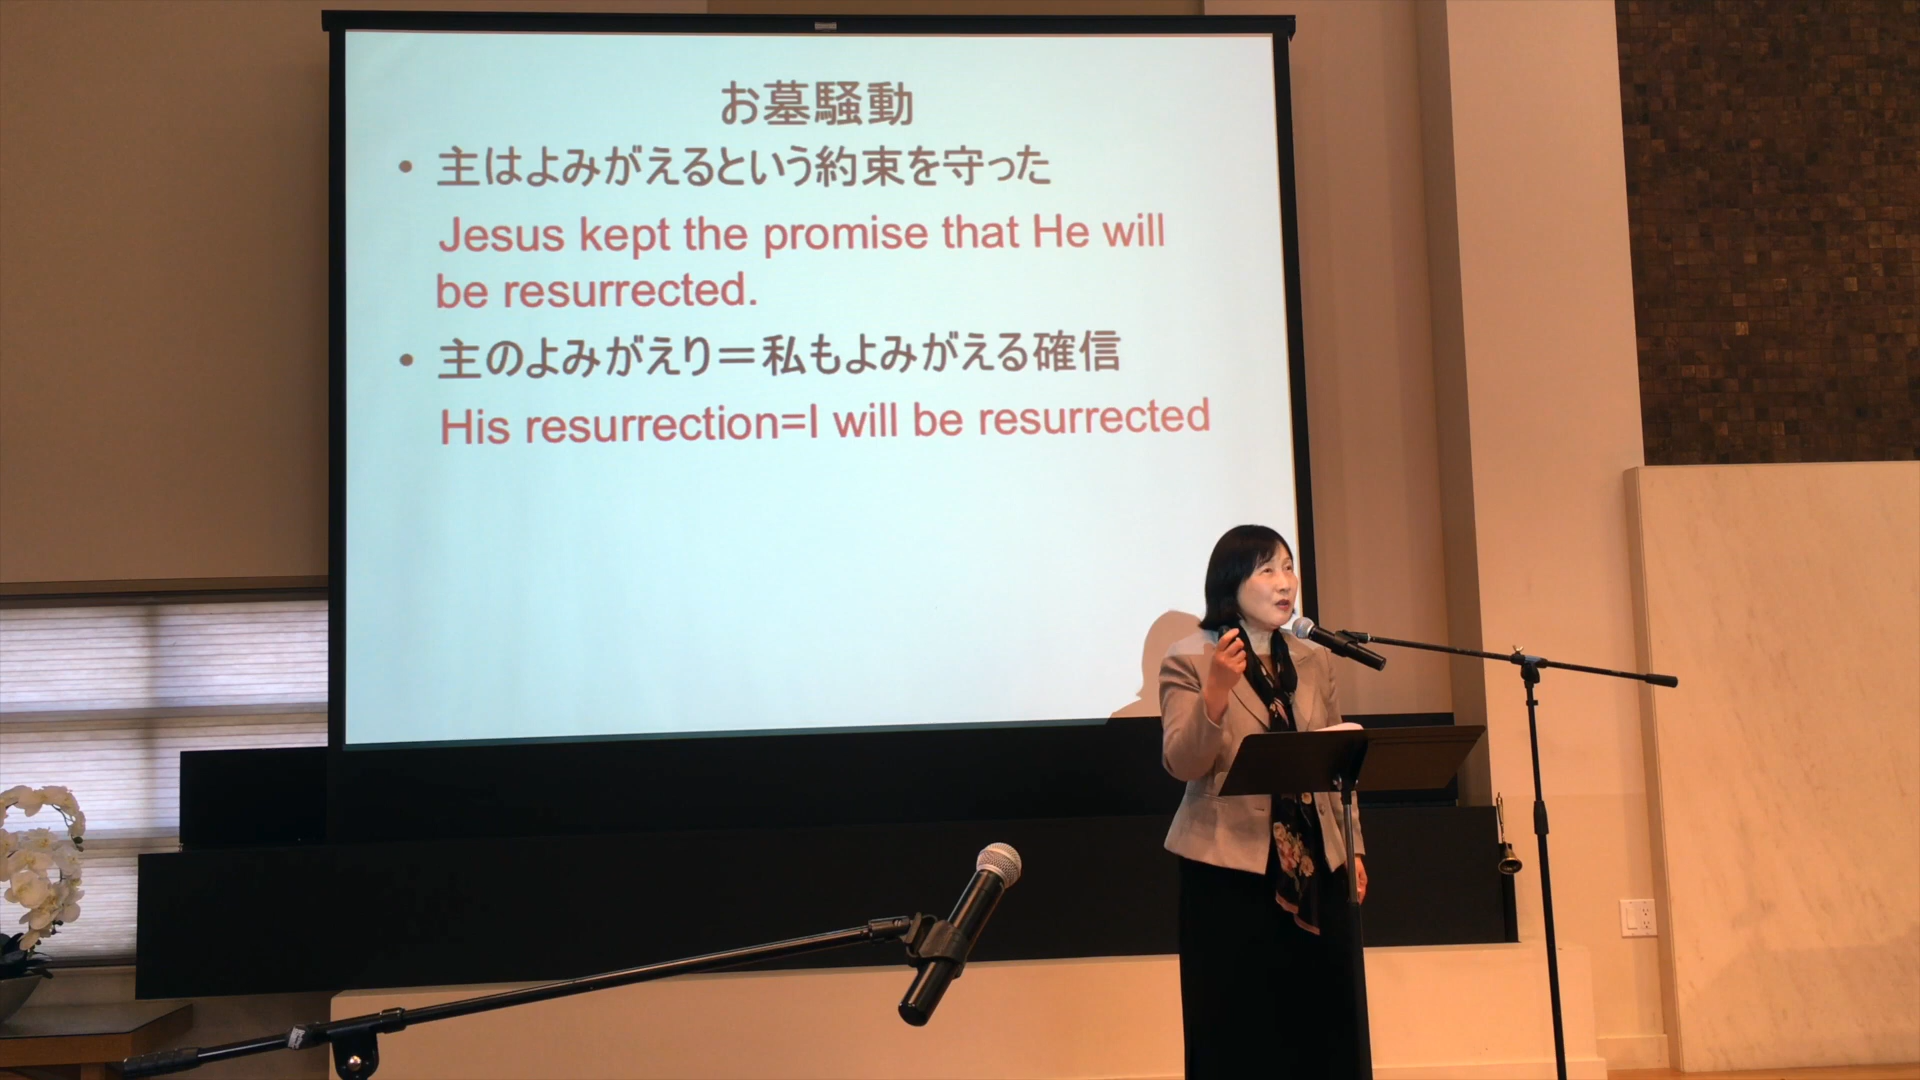 お墓騒動
• 主はよみがえるという約束を守った
Jesus kept the promise that He will
be resurrected.
• 主のよみがえり＝私もよみがえる確信
His resurrection=I will be resurrected